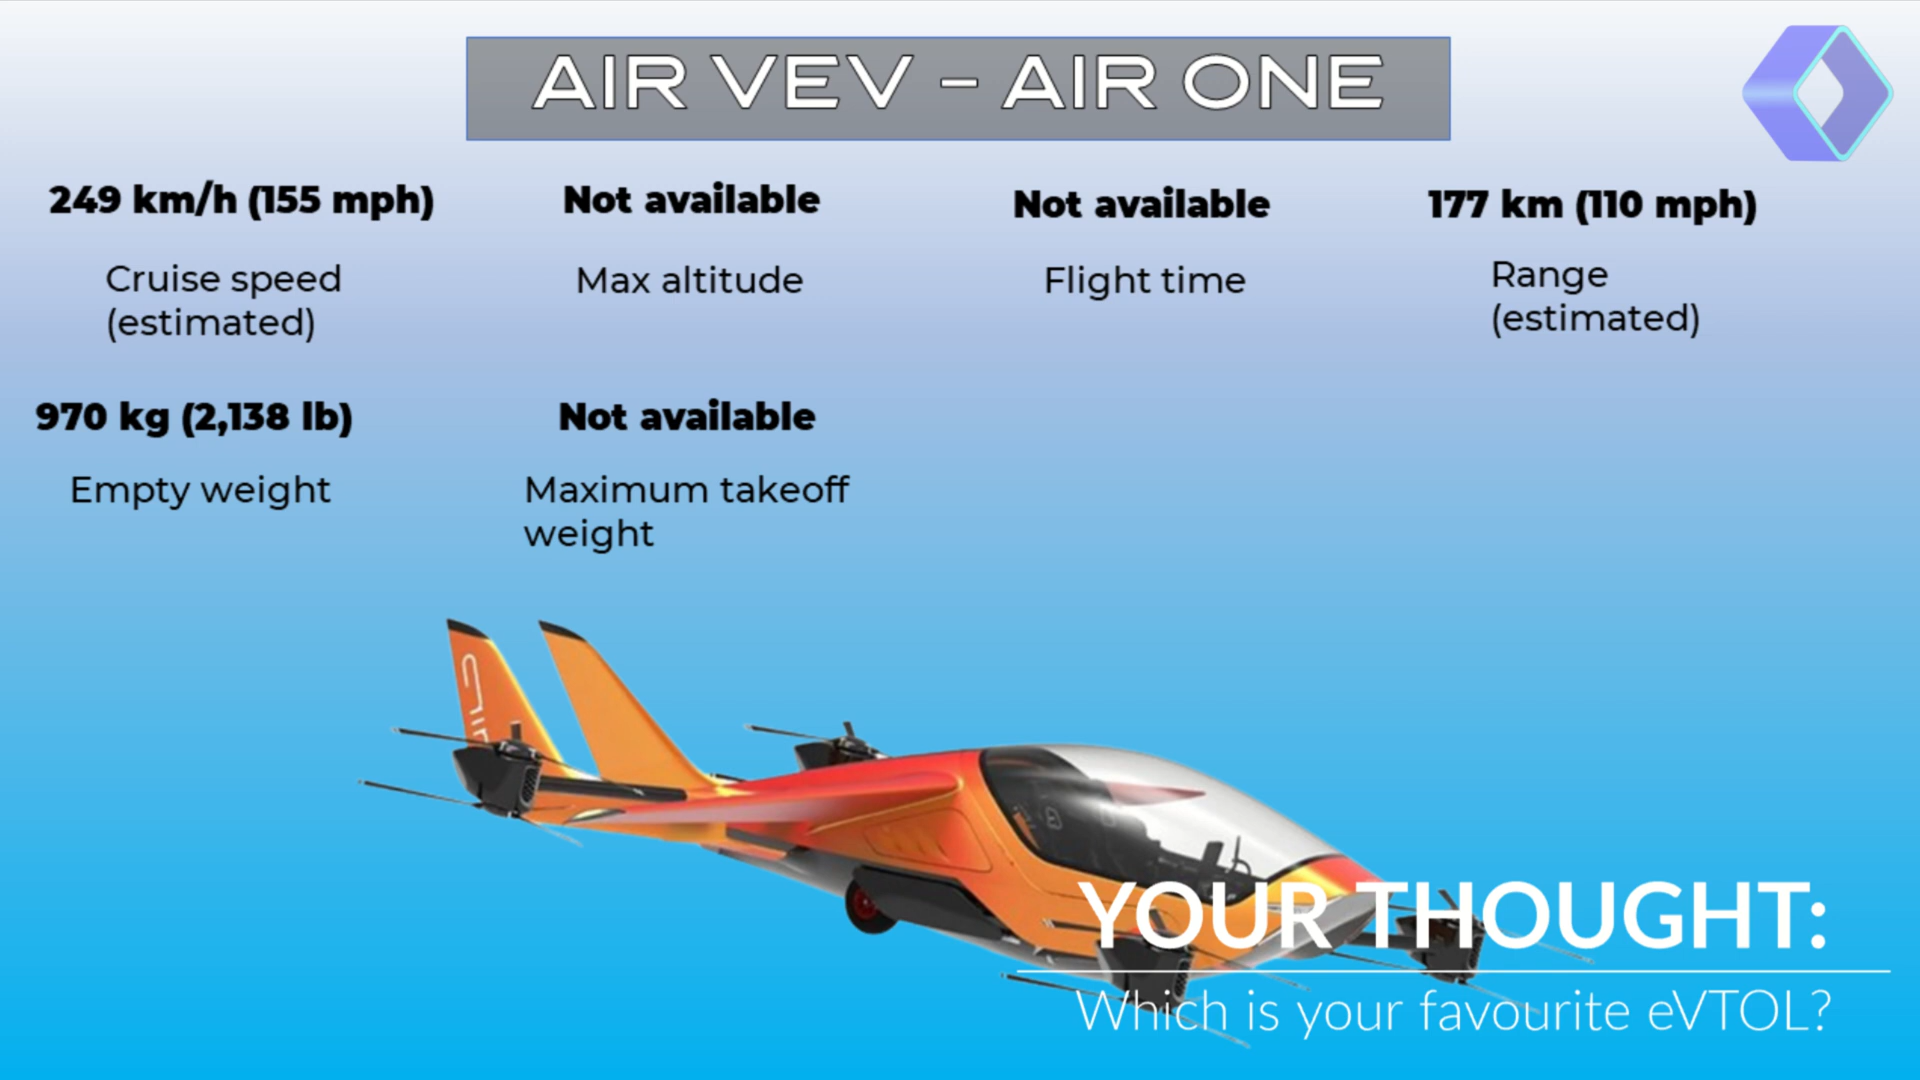 AIR VEV – AIR ONE
249 km/h (155 mph)
Not available
Not available
177 km (110 mph)
Cruise speed
(estimated)
Max altitude
Flight time
Range
(estimated)
970 kg (2,138 lb)
Not available
Empty weight
Maximum takeoff
weight
air
YOUR THOUGHT:
Which is your favourite eVTOL?